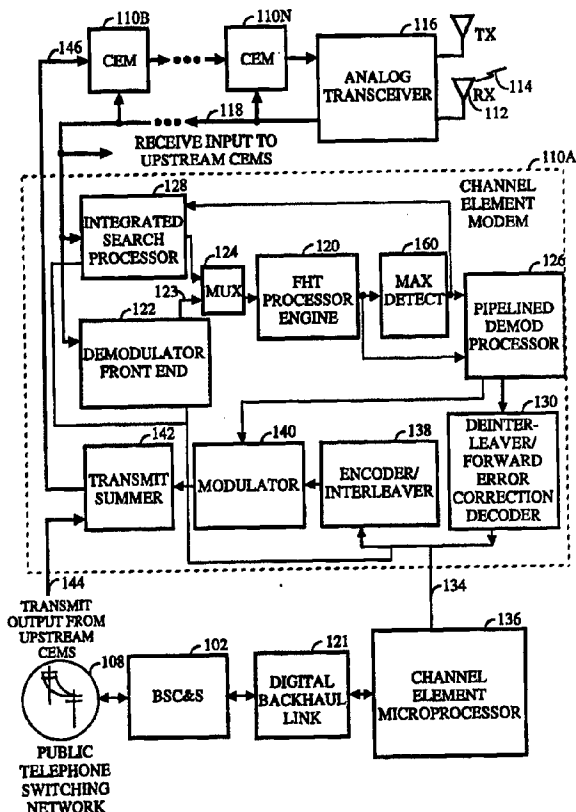 110B
110N
116
146
CEM
CEM
ANALOG
TRANSCEIVER
TX
RX
114
112
118
RECEIVE INPUT TO
UPSTREAM CEMS
110A
CHANNEL
ELEMENT
MODEM
128
INTEGRATED
SEARCH
PROCESSOR
124
MUX
123
120
FHT
PROCESSOR
ENGINE
160
MAX
DETECT
126
PIPELINED
DEMOD
PROCESSOR
122
DEMODULATOR
FRONT END
142
TRANSMIT
SUMMER
140
MODULATOR
138
ENCODER/
INTERLEAVER
130
DEINTER-
LEAVER/
FORWARD
ERROR
CORRECTION
DECODER
144
TRANSMIT
OUTPUT FROM
UPSTREAM
CEMS
134
108
102
BSC&S
121
DIGITAL
BACKHAUL
LINK
136
CHANNEL
ELEMENT
MICROPROCESSOR
PUBLIC
TELEPHONE
SWITCHING
NETWORK